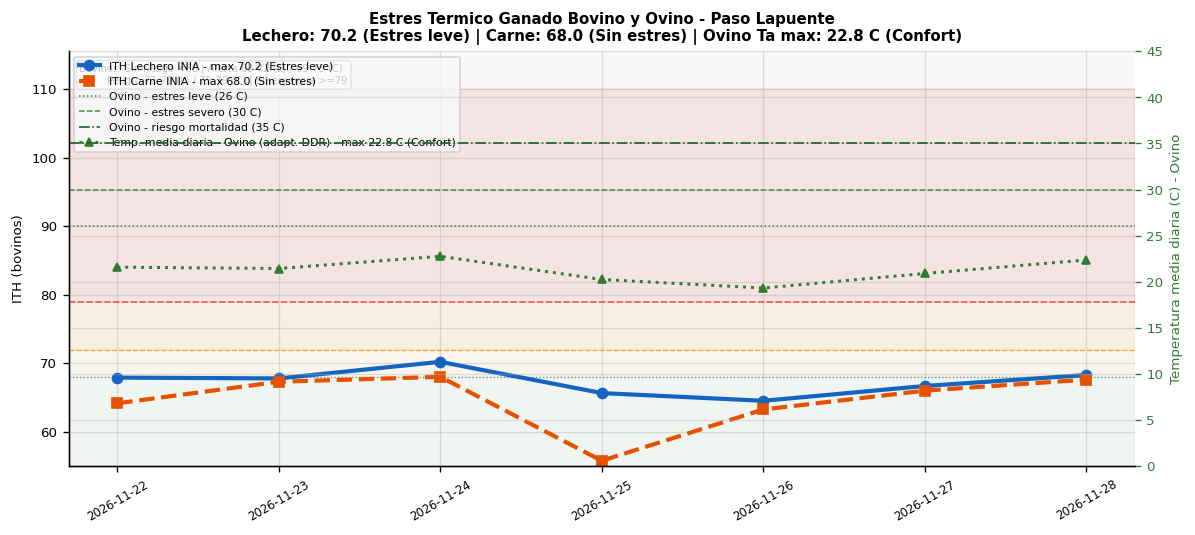 Estres Termico Ganado Bovino y Ovino - Paso Lapuente
Lechero: 70.2 (Estres leve) | Carne: 68.0 (Sin estres) | Ovino Ta max: 22.8 C (Confort)
ITH Lechero INIA - max 70.2 (Estres leve)
ITH Carne INIA - max 68.0 (Sin estres)
>=79
Ovino - estres leve (26 C)
Ovino - estres severo (30 C)
Ovino - riesgo mortalidad (35 C)
Temp. media diaria - Ovino (adapt. DDR) - max 22.8 C (Confort)
ITH (bovinos)
110
100
90
80
70
60
45
40
35
30
25
20
15
10
5
0
Temperatura media diaria (C) - Ovino
2026-11-22
2026-11-23
2026-11-24
2026-11-25
2026-11-26
2026-11-27
2026-11-28